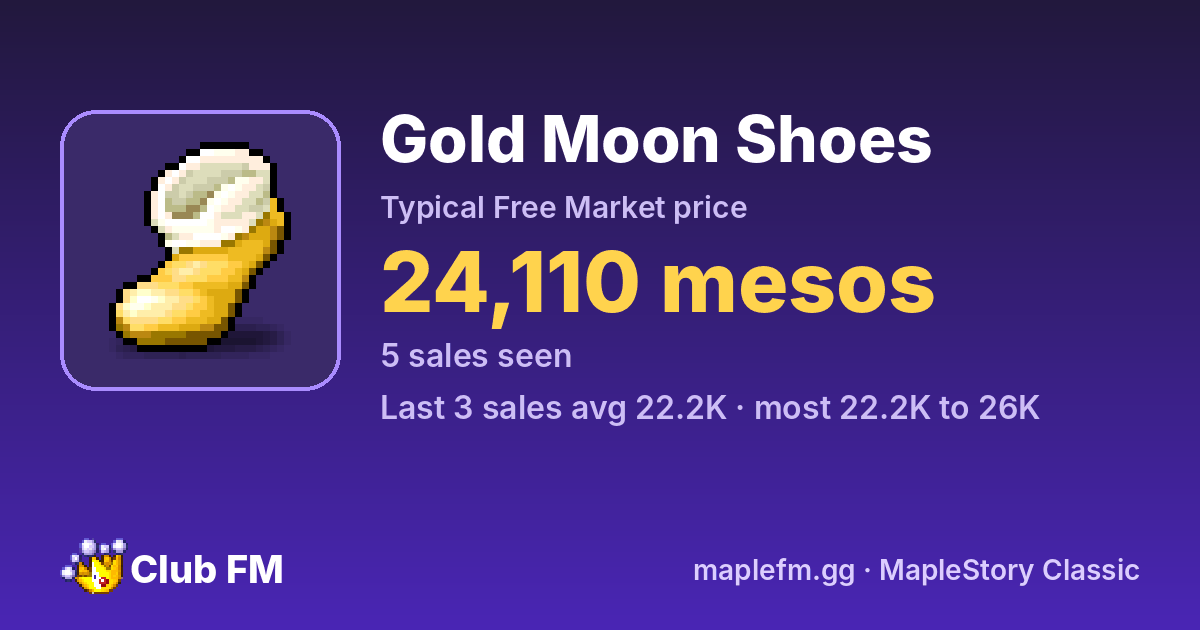 Gold Moon Shoes
Typical Free Market price
24,110 mesos
5 sales seen
Last 3 sales avg 22.2K · most 22.2K to 26K
Club FM
maplefm.gg · MapleStory Classic